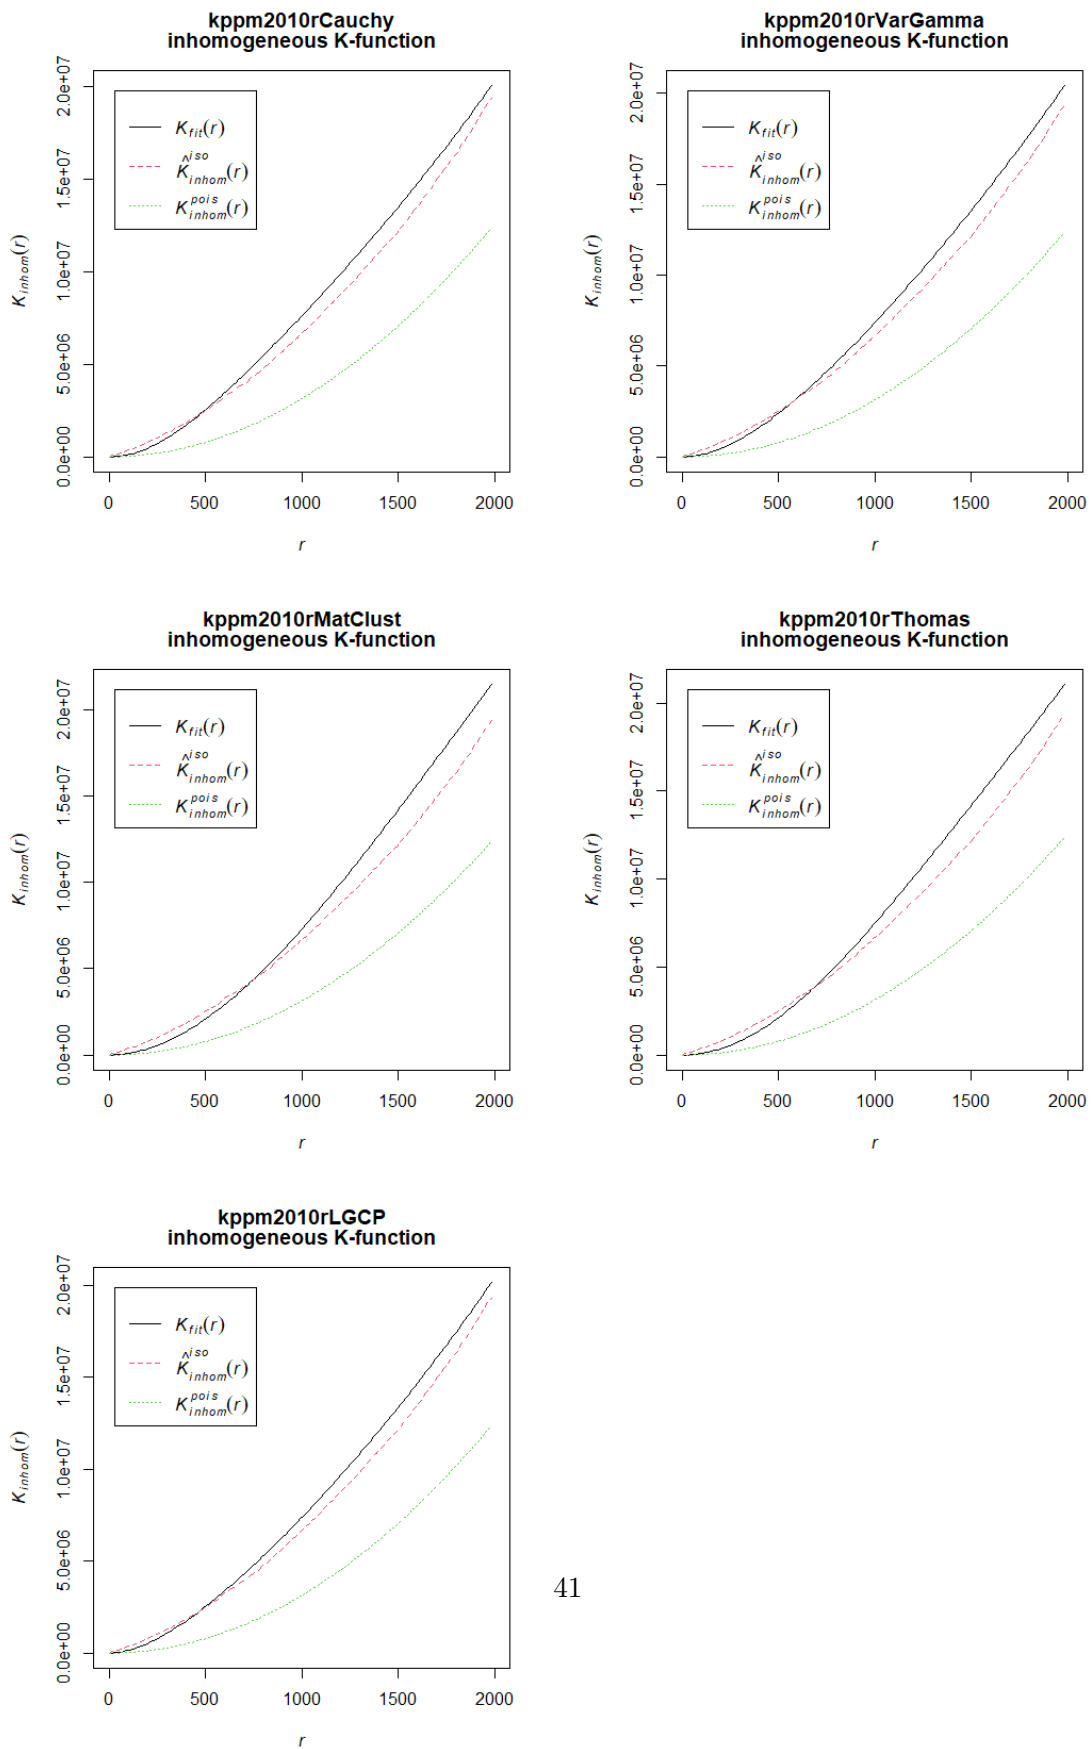 kppm2010rCauchy
inhomogeneous K-function
K_inhom(r)
0.0e+00 5.0e+06 1.0e+07 1.5e+07 2.0e+07
K_fit(r)
K̂^iso_inhom(r)
K^pois_inhom(r)
0 500 1000 1500 2000
r
kppm2010rVarGamma
inhomogeneous K-function
K_inhom(r)
0.0e+00 5.0e+06 1.0e+07 1.5e+07 2.0e+07
K_fit(r)
K̂^iso_inhom(r)
K^pois_inhom(r)
0 500 1000 1500 2000
r
kppm2010rMatClust
inhomogeneous K-function
K_inhom(r)
0.0e+00 5.0e+06 1.0e+07 1.5e+07 2.0e+07
K_fit(r)
K̂^iso_inhom(r)
K^pois_inhom(r)
0 500 1000 1500 2000
r
kppm2010rThomas
inhomogeneous K-function
K_inhom(r)
0.0e+00 5.0e+06 1.0e+07 1.5e+07 2.0e+07
K_fit(r)
K̂^iso_inhom(r)
K^pois_inhom(r)
0 500 1000 1500 2000
r
kppm2010rLGCP
inhomogeneous K-function
K_inhom(r)
0.0e+00 5.0e+06 1.0e+07 1.5e+07 2.0e+07
K_fit(r)
K̂^iso_inhom(r)
K^pois_inhom(r)
0 500 1000 1500 2000
r
41